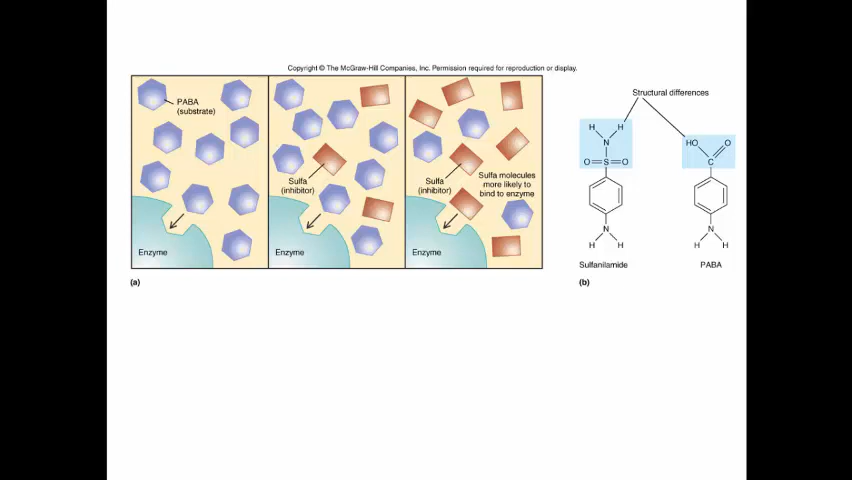 Copyright © The McGraw-Hill Companies, Inc. Permission required for reproduction or display.
PABA
(substrate)
Enzyme
Sulfa
(inhibitor)
Enzyme
Sulfa
(inhibitor)
Sulfa molecules
more likely to
bind to enzyme
Enzyme
(a)
Structural differences
H H
N
O S O
N
H H
Sulfanilamide
HO O
C
N
H H
PABA
(b)